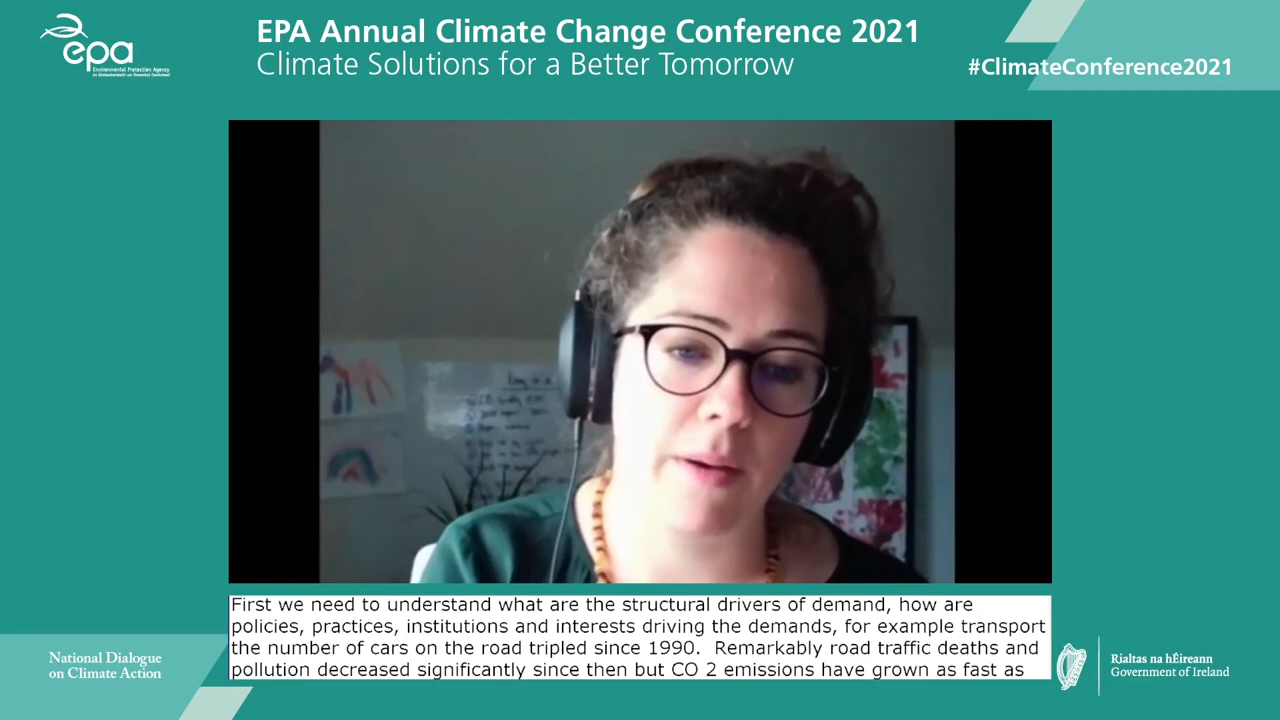 epa
EPA Annual Climate Change Conference 2021
Climate Solutions for a Better Tomorrow
#ClimateConference2021
First we need to understand what are the structural drivers of demand, how are
policies, practices, institutions and interests driving the demands, for example transport
the number of cars on the road tripled since 1990.  Remarkably road traffic deaths and
pollution decreased significantly since then but CO 2 emissions have grown as fast as
National Dialogue
on Climate Action
Rialtas na hÉireann
Government of Ireland